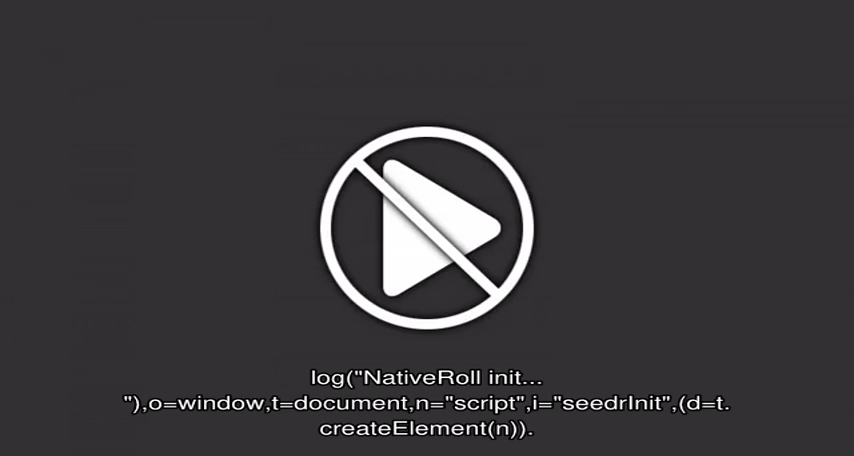 log("NativeRoll init...
"),o=window,t=document,n="script",i="seedrInit",(d=t.
createElement(n)).